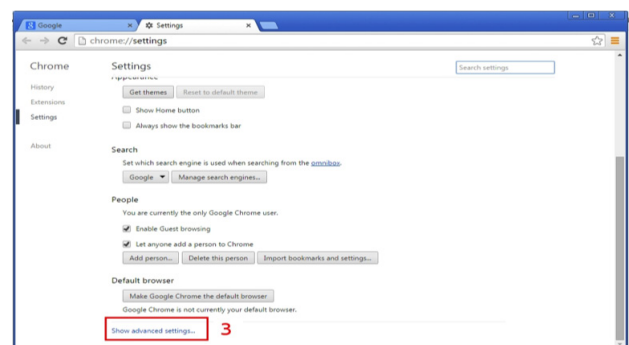 Google
Settings
chrome://settings
Chrome
Settings
Search settings
Appearance
History
Get themes
Reset to default theme
Extensions
Show Home button
Settings
Always show the bookmarks bar
About
Search
Set which search engine is used when searching from the omnibox.
Google
Manage search engines...
People
You are currently the only Google Chrome user.
Enable Guest browsing
Let anyone add a person to Chrome
Add person...
Delete this person
Import bookmarks and settings...
Default browser
Make Google Chrome the default browser
Google Chrome is not currently your default browser.
Show advanced settings...
3